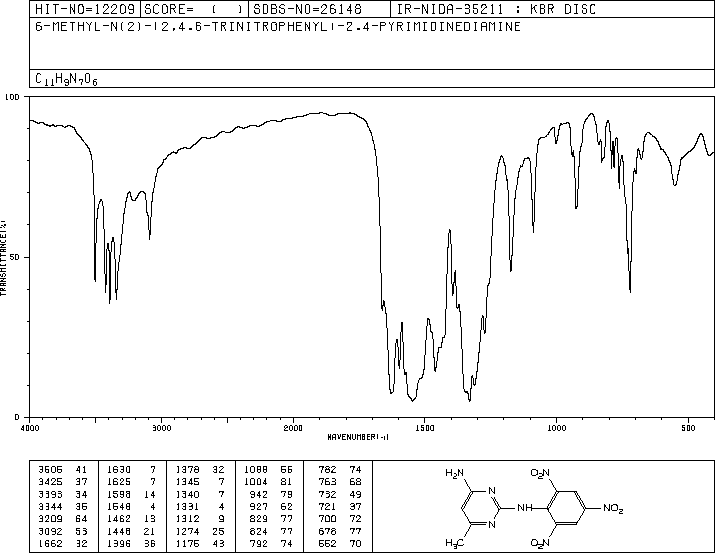 HIT-NO=12209 SCORE= ( ) SDBS-NO=26148 IR-NIDA-35211 : KBR DISC
6-METHYL-N(2)-(2,4,6-TRINITROPHENYL)-2,4-PYRIMIDINEDIAMINE
C11H9N7O6
100
50
0
TRANSMITTANCE(%)
4000 3000 2000 1500 1000 500
WAVENUMBER(-1)
3505 41 1630 7 1378 32 1088 55 782 74
3425 37 1625 7 1345 7 1004 81 763 68
3393 34 1598 14 1340 7 942 79 732 49
3344 35 1548 4 1331 4 927 62 721 37
3209 64 1462 13 1312 9 829 77 700 72
3092 53 1448 21 1274 25 824 77 678 77
1662 32 1396 36 1175 43 792 74 552 70
H2N O2N
N
N NH NO2
H3C O2N